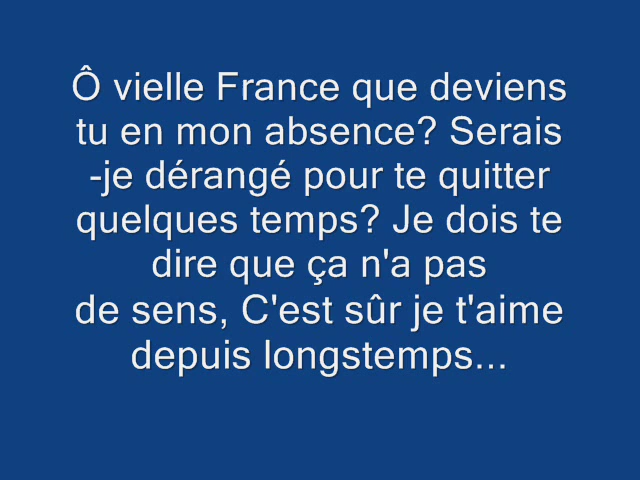 Ô vielle France que deviens
tu en mon absence? Serais
-je dérangé pour te quitter
quelques temps? Je dois te
dire que ça n'a pas
de sens, C'est sûr je t'aime
depuis longstemps...